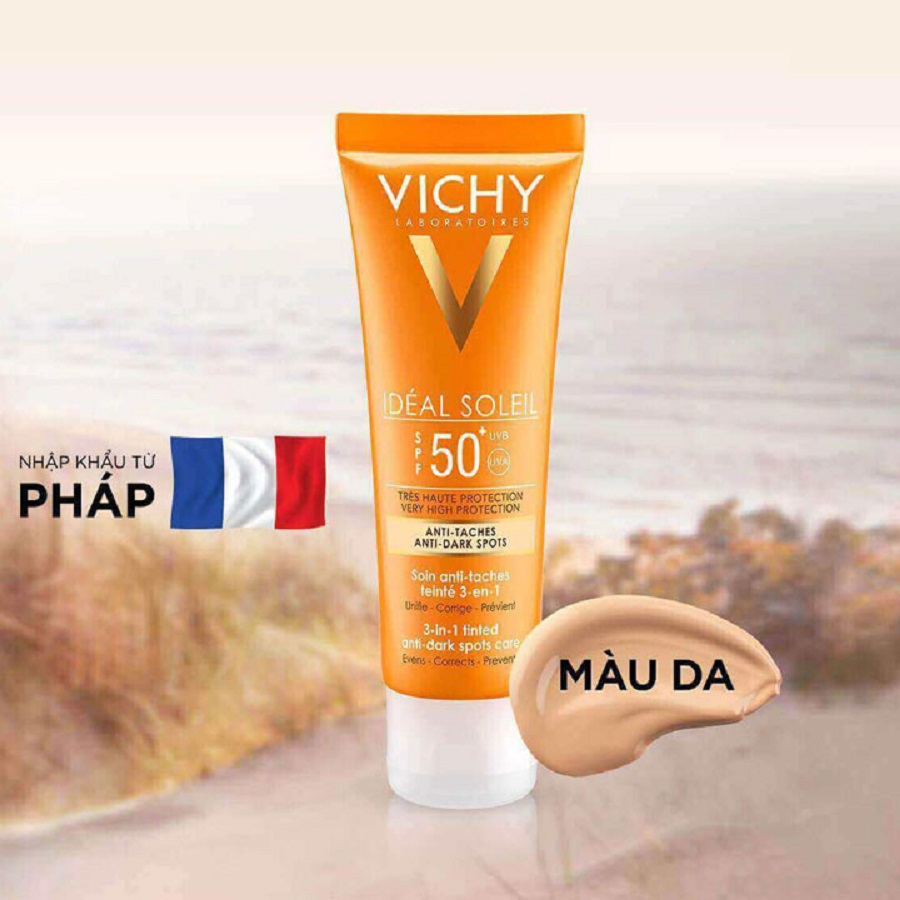 VICHY
LABORATOIRES
V
IDÉAL SOLEIL
SPF 50+ UVB
UVA
TRÈS HAUTE PROTECTION
VERY HIGH PROTECTION
ANTI-TACHES
ANTI-DARK SPOTS
Soin anti-taches
teinté 3-en-1
Unifie - Corrige - Prévient
3-in-1 tinted
anti-dark spots care
Evens - Corrects - Prevent
NHẬP KHẨU TỪ
PHÁP
MÀU DA